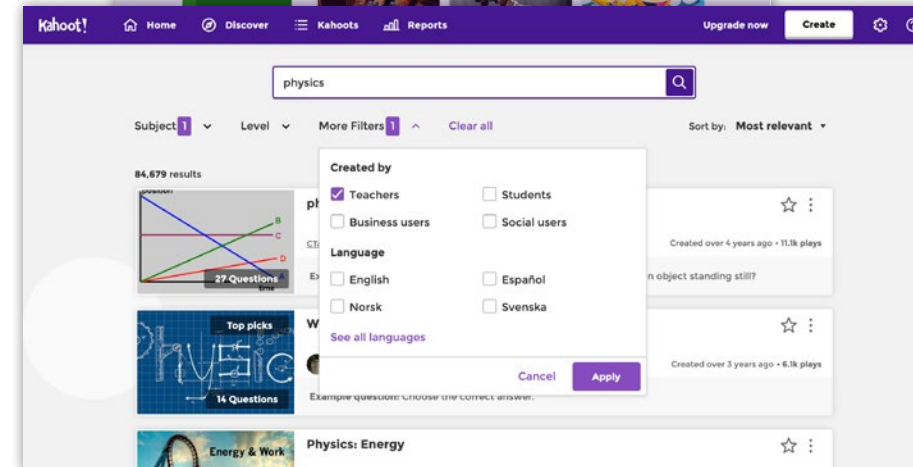 Kahoot! Home Discover Kahoots Reports Upgrade now Create
physics
Subject 1 Level More Filters 1 Clear all Sort by: Most relevant
84,679 results
Created by
Teachers Students
Business users Social users
Language
English Español
Norsk Svenska
See all languages
Cancel Apply
Position
B
C
D
A
time
27 Questions
ph
Created over 4 years ago • 11.1k plays
n object standing still?
Top picks
Physic
14 Questions
W
Created over 3 years ago • 6.1k plays
Example question: Choose the correct answer.
Energy & Work
Physics: Energy